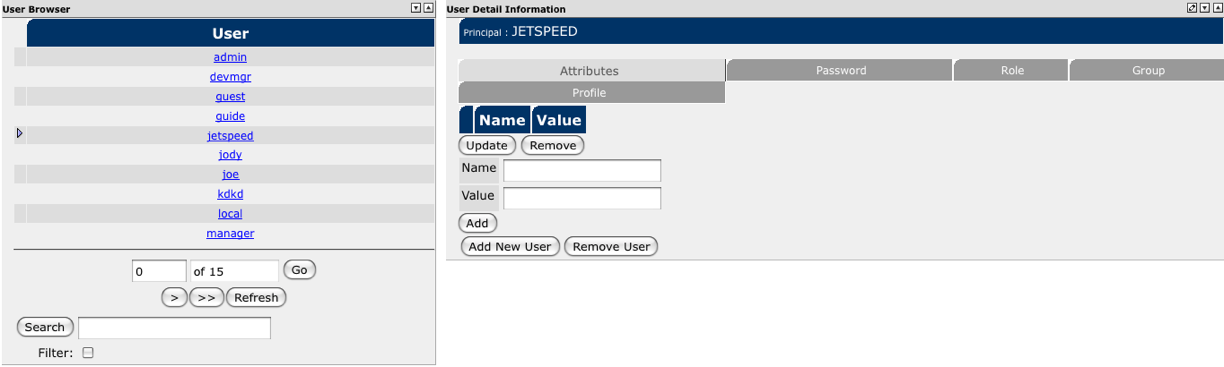 User Browser
User
admin
devmgr
guest
guide
jetspeed
jody
joe
kdkd
local
manager
0 of 15 Go
> >> Refresh
Search
Filter:
User Detail Information
Principal : JETSPEED
Attributes Password Role Group
Profile
Name Value
Update Remove
Name
Value
Add
Add New User Remove User